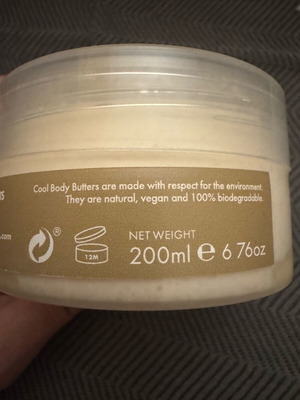 Cool Body Butters are made with respect for the environment.
They are natural, vegan and 100% biodegradable.
.com
®
12M
NET WEIGHT
200ml e 6 76oz